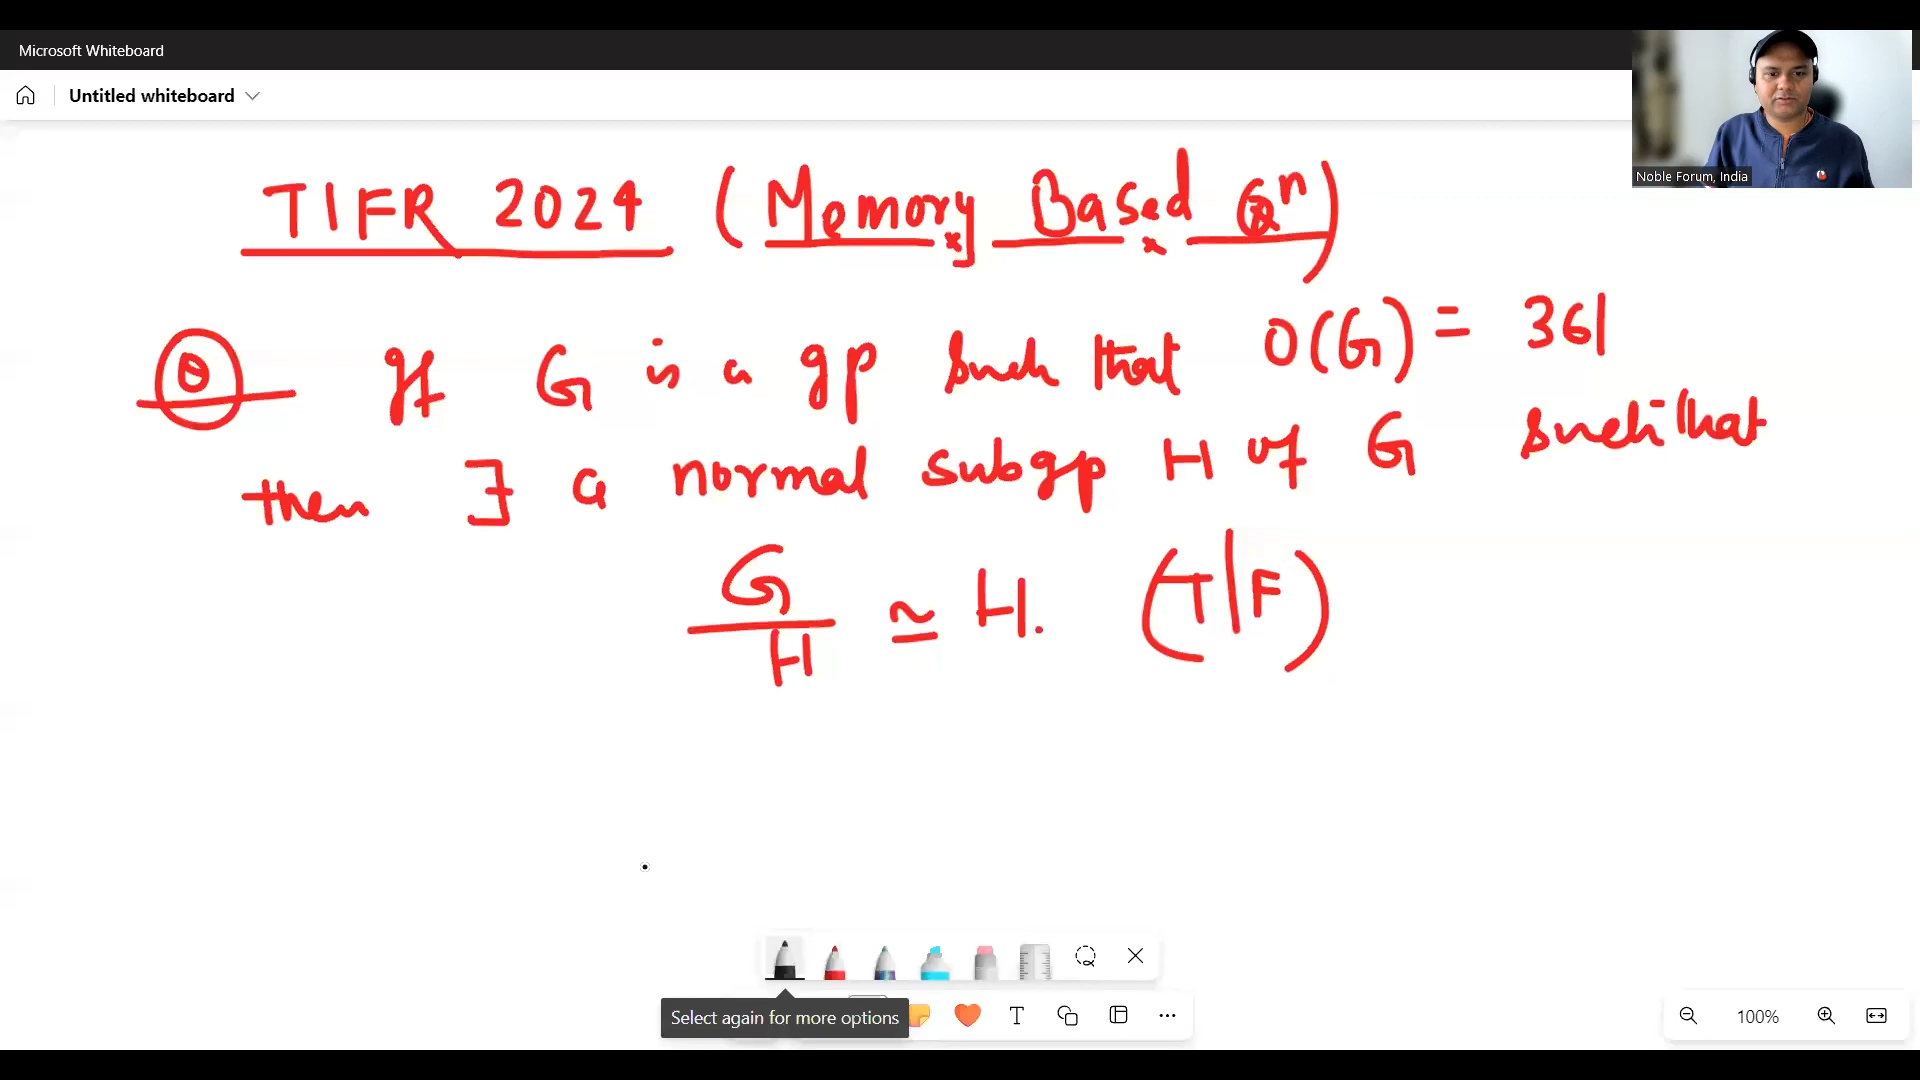 Microsoft Whiteboard
Untitled whiteboard
Noble Forum, India
TIFR 2024 (Memory Based Qn)
Q If G is a gp such that O(G) = 361
then ∃ a normal subgp H of G such that
G/H ≃ H. (T/F)
Select again for more options
T
100%